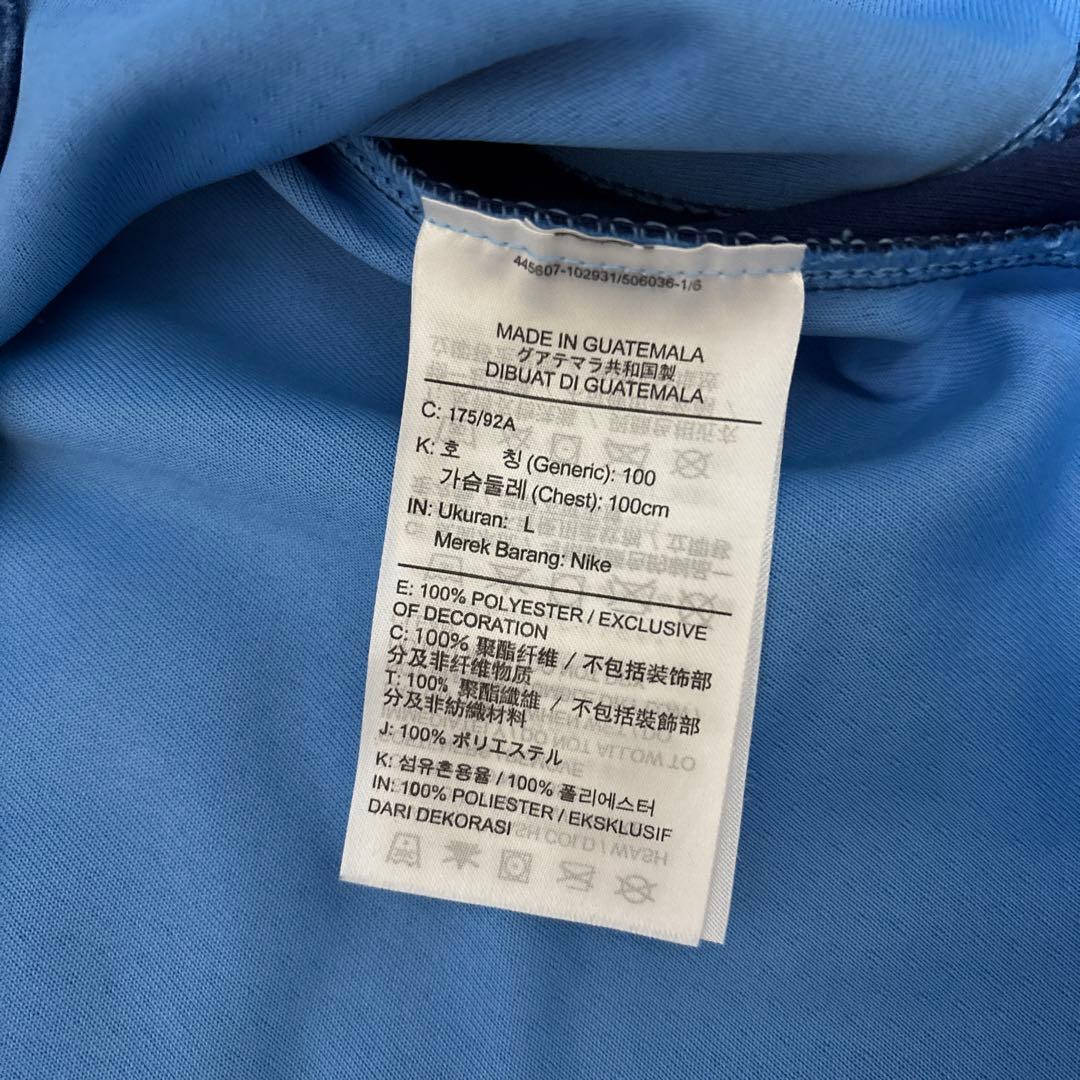 445607-102931/506036-1/6
MADE IN GUATEMALA
グアテマラ共和国製
DIBUAT DI GUATEMALA
C: 175/92A
K: 호 칭 (Generic): 100
가슴둘레 (Chest): 100cm
IN: Ukuran: L
Merek Barang: Nike
E: 100% POLYESTER / EXCLUSIVE
OF DECORATION
C: 100% 聚酯纤维 / 不包括装饰部
分及非纤维物质
T: 100% 聚酯纖維 / 不包括裝飾部
分及非紡織材料
J: 100% ポリエステル
K: 섬유혼용율 / 100% 폴리에스터
IN: 100% POLIESTER / EKSKLUSIF
DARI DEKORASI